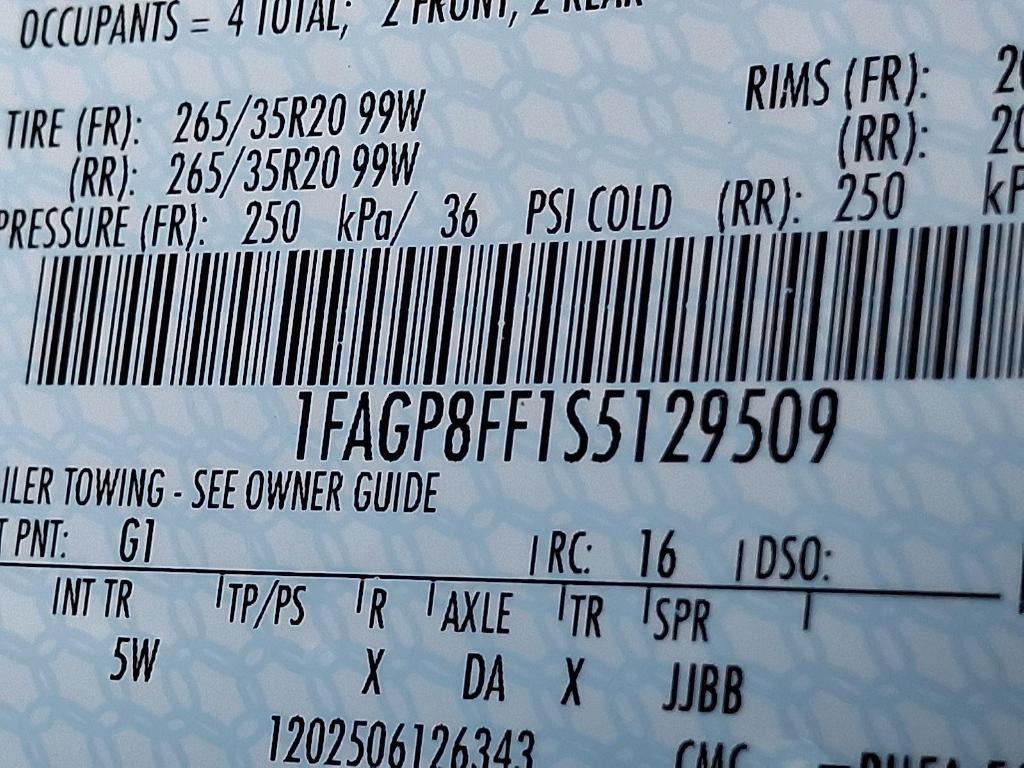 OCCUPANTS = 4 TOTAL; 2 FRONT, 2 REAR
TIRE (FR): 265/35R20 99W RIMS (FR):
(RR): 265/35R20 99W (RR):
PRESSURE (FR): 250 kPa/ 36 PSI COLD (RR): 250
1FAGP8FF1S5129509
TOWING - SEE OWNER GUIDE
PNT: G1 | RC: 16 | DSO:
INT TR | TP/PS | R | AXLE | TR | SPR |
5W X DA X JJBB
1202506126343 CMC